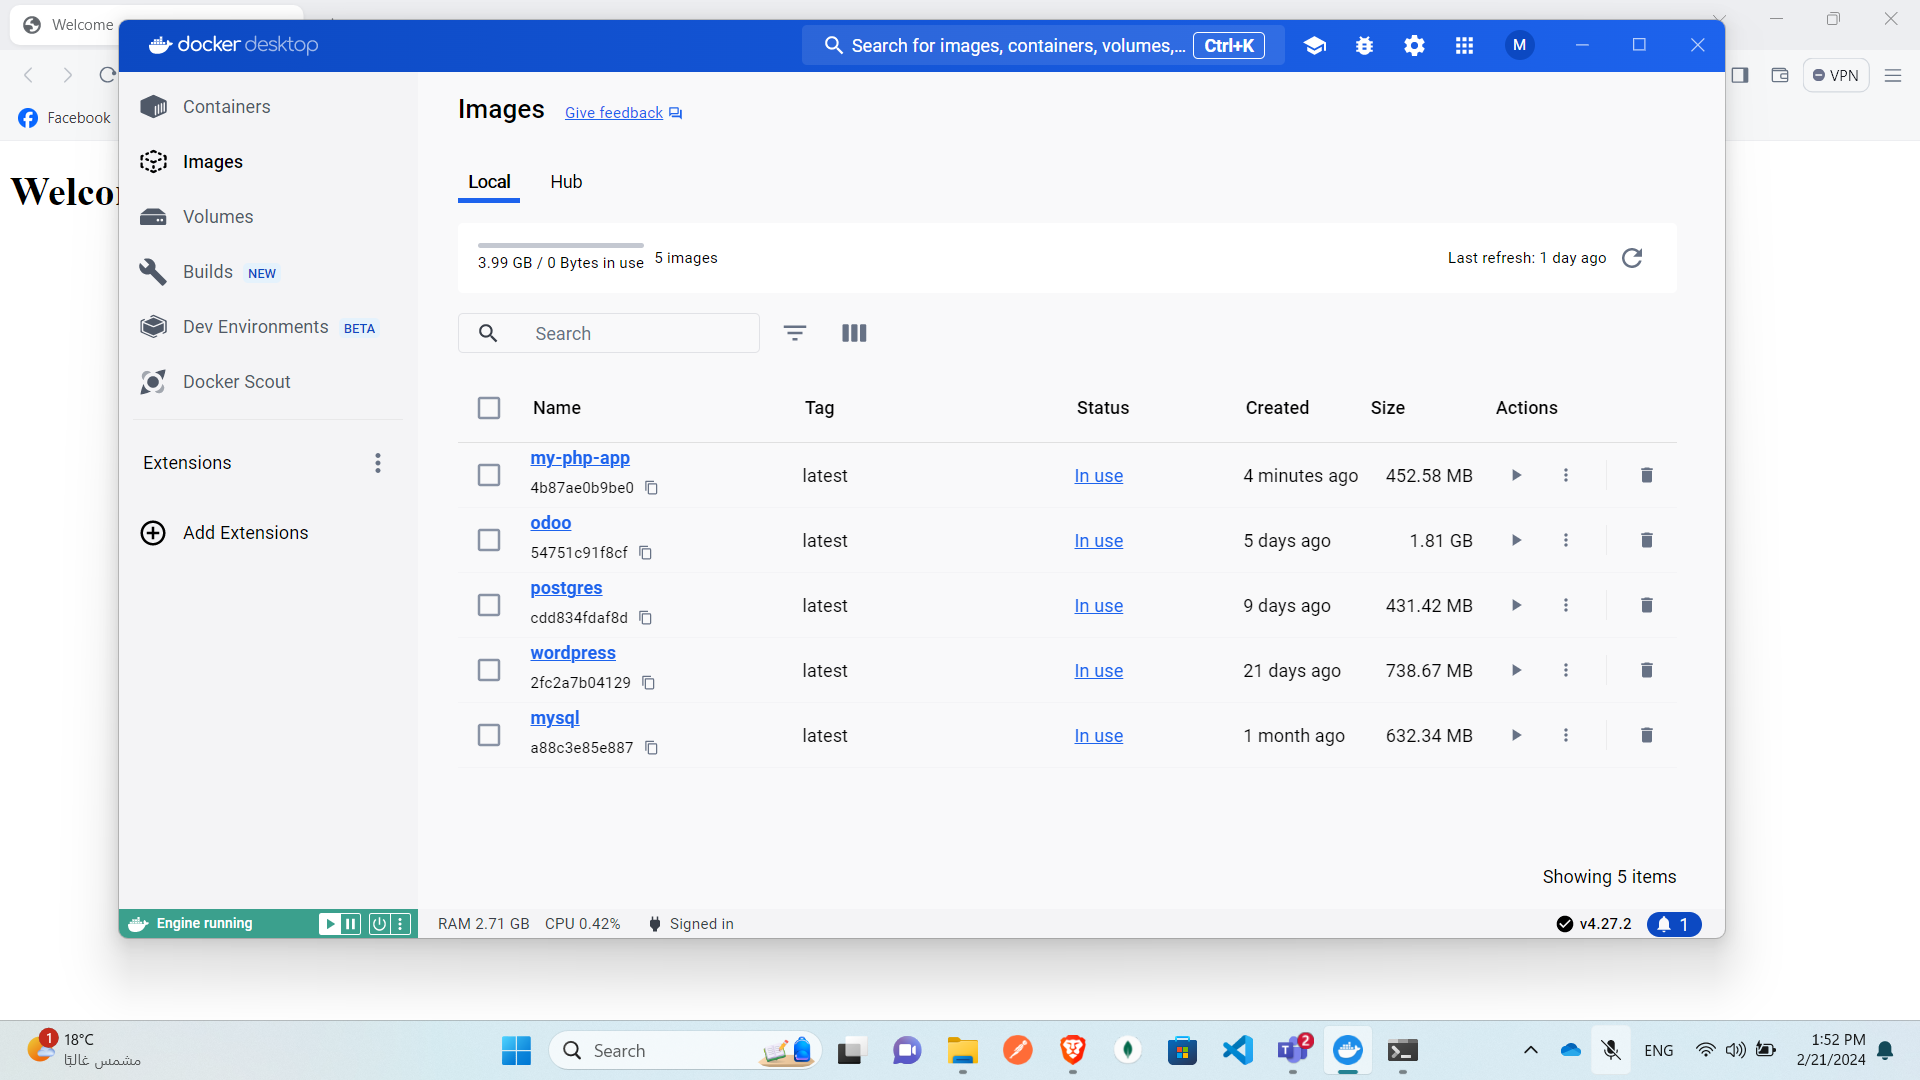 Welcome
docker desktop
Search for images, containers, volumes,... Ctrl+K
M
VPN
Facebook
Welco
Containers
Images
Volumes
Builds NEW
Dev Environments BETA
Docker Scout
Extensions
Add Extensions
Images Give feedback
Local Hub
3.99 GB / 0 Bytes in use 5 images
Last refresh: 1 day ago
Search
Name Tag Status Created Size Actions
my-php-app
4b87ae0b9be0
latest In use 4 minutes ago 452.58 MB
odoo
54751c91f8cf
latest In use 5 days ago 1.81 GB
postgres
cdd834fdaf8d
latest In use 9 days ago 431.42 MB
wordpress
2fc2a7b04129
latest In use 21 days ago 738.67 MB
mysql
a88c3e85e887
latest In use 1 month ago 632.34 MB
Showing 5 items
Engine running
RAM 2.71 GB CPU 0.42% Signed in
v4.27.2 1
1
18°C
مشمس غالبًا
Search
2
ENG
1:52 PM
2/21/2024